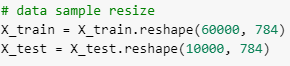 # data sample resize
X_train = X_train.reshape(60000, 784)
X_test = X_test.reshape(10000, 784)